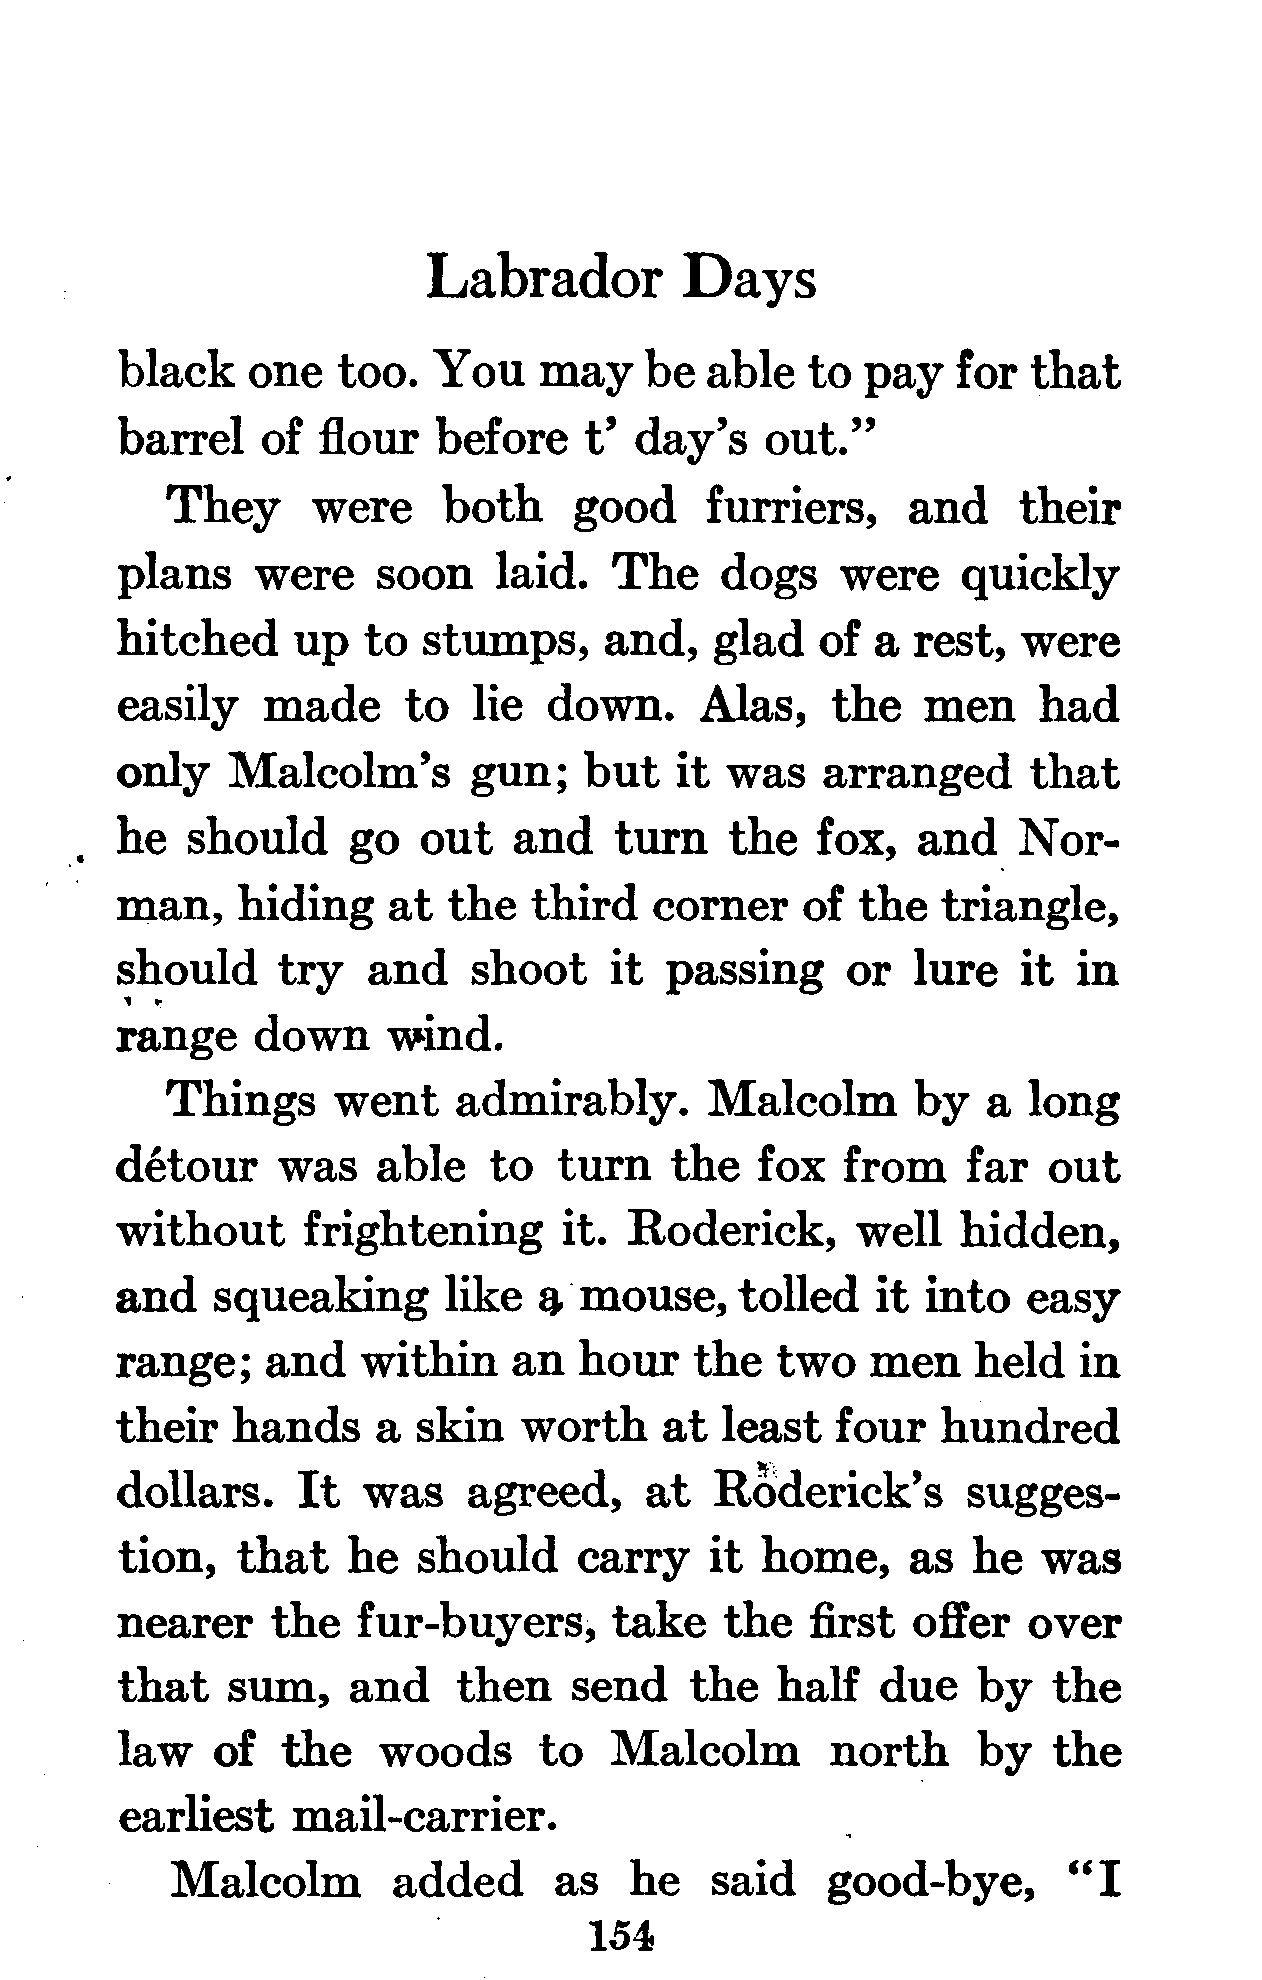 Labrador Days
black one too. You may be able to pay for that
barrel of flour before t' day's out.”
They were both good furriers, and their
plans were soon laid. The dogs were quickly
hitched up to stumps, and, glad of a rest, were
easily made to lie down. Alas, the men had
only Malcolm's gun; but it was arranged that
he should go out and turn the fox, and Nor-
man, hiding at the third corner of the triangle,
should try and shoot it passing or lure it in
range down wind.
Things went admirably. Malcolm by a long
détour was able to turn the fox from far out
without frightening it. Roderick, well hidden,
and squeaking like a mouse, tolled it into easy
range; and within an hour the two men held in
their hands a skin worth at least four hundred
dollars. It was agreed, at Roderick's sugges-
tion, that he should carry it home, as he was
nearer the fur-buyers, take the first offer over
that sum, and then send the half due by the
law of the woods to Malcolm north by the
earliest mail-carrier.
Malcolm added as he said good-bye, “I
154